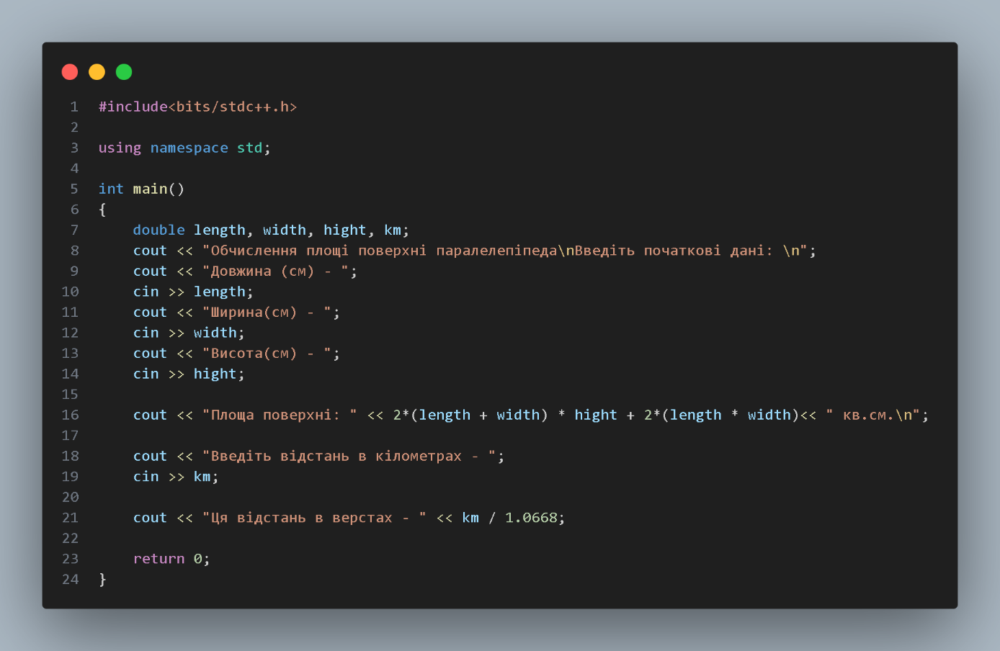 1 #include<bits/stdc++.h>
2
3 using namespace std;
4
5 int main()
6 {
7     double length, width, hight, km;
8     cout << "Обчислення площі поверхні паралелепіпеда\nВведіть початкові дані: \n";
9     cout << "Довжина (см) - ";
10     cin >> length;
11     cout << "Ширина(см) - ";
12     cin >> width;
13     cout << "Висота(см) - ";
14     cin >> hight;
15
16     cout << "Площа поверхні: " << 2*(length + width) * hight + 2*(length * width)<< " кв.см.\n";
17
18     cout << "Введіть відстань в кілометрах - ";
19     cin >> km;
20
21     cout << "Ця відстань в верстах - " << km / 1.0668;
22
23     return 0;
24 }